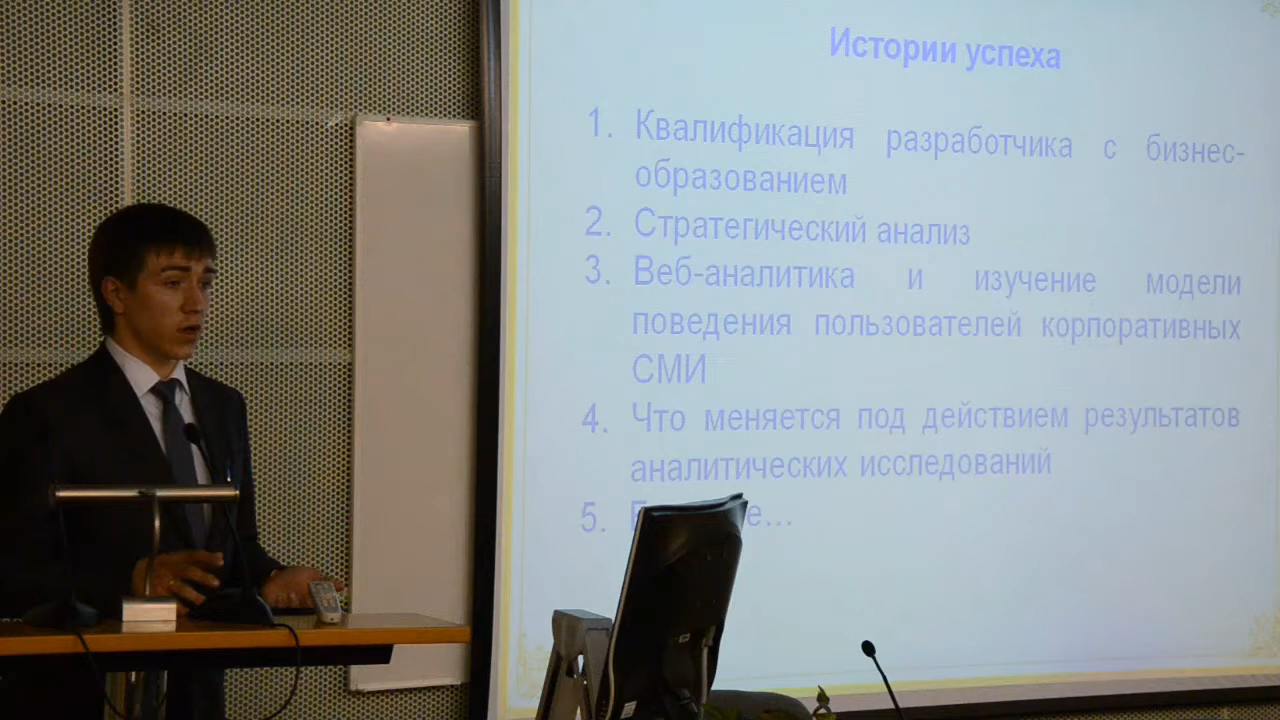 Истории успеха
1. Квалификация разработчика с бизнес-
образованием
2. Стратегический анализ
3. Веб-аналитика и изучение модели
поведения пользователей корпоративных
СМИ
4. Что меняется под действием результатов
аналитических исследований
5.